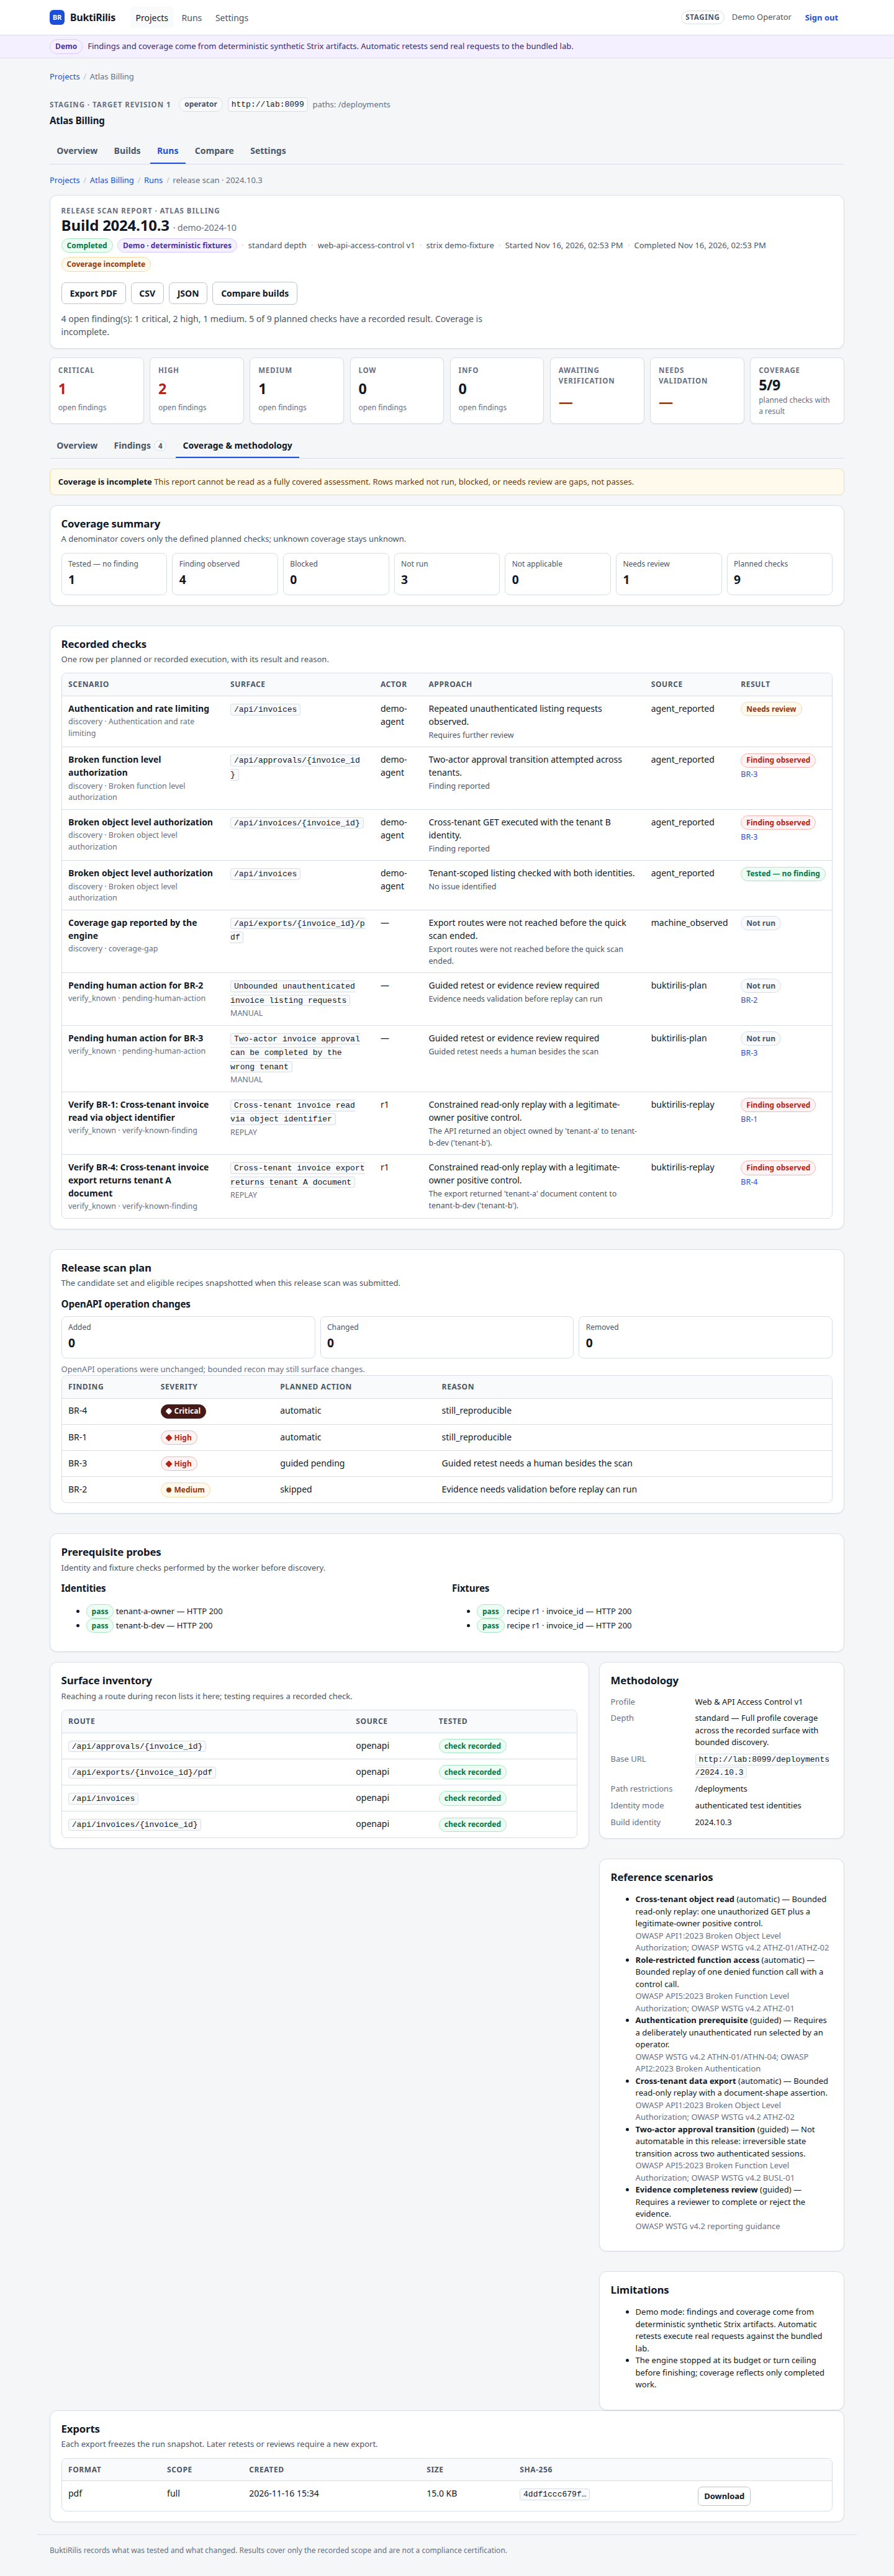 BR BuktiRilis Projects Runs Settings STAGING Demo Operator Sign out
Demo Findings and coverage come from deterministic synthetic Strix artifacts. Automatic retests send real requests to the bundled lab.
Projects / Atlas Billing
STAGING · TARGET REVISION 1 operator http://lab:8099 paths: /deployments
Atlas Billing
Overview Builds Runs Compare Settings
Projects / Atlas Billing / Runs / release scan · 2024.10.3
RELEASE SCAN REPORT · ATLAS BILLING
Build 2024.10.3 · demo-2024-10
Completed Demo · deterministic fixtures · standard depth · web-api-access-control v1 · strix demo-fixture · Started Nov 16, 2026, 02:53 PM · Completed Nov 16, 2026, 02:53 PM
Coverage incomplete
Export PDF CSV JSON Compare builds
4 open finding(s): 1 critical, 2 high, 1 medium. 5 of 9 planned checks have a recorded result. Coverage is
incomplete.
CRITICAL
1
open findings
HIGH
2
open findings
MEDIUM
1
open findings
LOW
0
open findings
INFO
0
open findings
AWAITING
VERIFICATION
—
NEEDS
VALIDATION
—
COVERAGE
5/9
planned checks with
a result
Overview Findings 4 Coverage & methodology
Coverage is incomplete This report cannot be read as a fully covered assessment. Rows marked not run, blocked, or needs review are gaps, not passes.
Coverage summary
A denominator covers only the defined planned checks; unknown coverage stays unknown.
Tested — no finding
1
Finding observed
4
Blocked
0
Not run
3
Not applicable
0
Needs review
1
Planned checks
9
Recorded checks
One row per planned or recorded execution, with its result and reason.
SCENARIO SURFACE ACTOR APPROACH SOURCE RESULT
Authentication and rate limiting
discovery · Authentication and rate
limiting
/api/invoices
demo-
agent
Repeated unauthenticated listing requests
observed.
Requires further review
agent_reported
Needs review
Broken function level
authorization
discovery · Broken function level
authorization
/api/approvals/{invoice_id
}
demo-
agent
Two-actor approval transition attempted across
tenants.
Finding reported
agent_reported
Finding observed
BR-3
Broken object level authorization
discovery · Broken object level
authorization
/api/invoices/{invoice_id}
demo-
agent
Cross-tenant GET executed with the tenant B
identity.
Finding reported
agent_reported
Finding observed
BR-3
Broken object level authorization
discovery · Broken object level
authorization
/api/invoices
demo-
agent
Tenant-scoped listing checked with both identities.
No issue identified
agent_reported
Tested — no finding
Coverage gap reported by the
engine
discovery · coverage-gap
/api/exports/{invoice_id}/p
df
—
Export routes were not reached before the quick
scan ended.
Export routes were not reached before the quick scan
ended.
machine_observed
Not run
Pending human action for BR-2
verify_known · pending-human-action
Unbounded unauthenticated
invoice listing requests
MANUAL
—
Guided retest or evidence review required
Evidence needs validation before replay can run
buktirilis-plan
Not run
BR-2
Pending human action for BR-3
verify_known · pending-human-action
Two-actor invoice approval
can be completed by the
wrong tenant
MANUAL
—
Guided retest or evidence review required
Guided retest needs a human besides the scan
buktirilis-plan
Not run
BR-3
Verify BR-1: Cross-tenant invoice
read via object identifier
verify_known · verify-known-finding
Cross-tenant invoice read
via object identifier
REPLAY
r1
Constrained read-only replay with a legitimate-
owner positive control.
The API returned an object owned by 'tenant-a' to tenant-
b-dev ('tenant-b').
buktirilis-replay
Finding observed
BR-1
Verify BR-4: Cross-tenant invoice
export returns tenant A
document
verify_known · verify-known-finding
Cross-tenant invoice export
returns tenant A document
REPLAY
r1
Constrained read-only replay with a legitimate-
owner positive control.
The export returned 'tenant-a' document content to
tenant-b-dev ('tenant-b').
buktirilis-replay
Finding observed
BR-4
Release scan plan
The candidate set and eligible recipes snapshotted when this release scan was submitted.
OpenAPI operation changes
Added
0
Changed
0
Removed
0
OpenAPI operations were unchanged; bounded recon may still surface changes.
FINDING SEVERITY PLANNED ACTION REASON
BR-4 Critical automatic still_reproducible
BR-1 High automatic still_reproducible
BR-3 High guided pending Guided retest needs a human besides the scan
BR-2 Medium skipped Evidence needs validation before replay can run
Prerequisite probes
Identity and fixture checks performed by the worker before discovery.
Identities
pass tenant-a-owner — HTTP 200
pass tenant-b-dev — HTTP 200
Fixtures
pass recipe r1 · invoice_id — HTTP 200
pass recipe r1 · invoice_id — HTTP 200
Surface inventory
Reaching a route during recon lists it here; testing requires a recorded check.
ROUTE SOURCE TESTED
/api/approvals/{invoice_id} openapi check recorded
/api/exports/{invoice_id}/pdf openapi check recorded
/api/invoices openapi check recorded
/api/invoices/{invoice_id} openapi check recorded
Methodology
Profile Web & API Access Control v1
Depth standard — Full profile coverage
across the recorded surface with
bounded discovery.
Base URL http://lab:8099/deployments
/2024.10.3
Path restrictions /deployments
Identity mode authenticated test identities
Build identity 2024.10.3
Reference scenarios
Cross-tenant object read (automatic) — Bounded
read-only replay: one unauthorized GET plus a
legitimate-owner positive control.
OWASP API1:2023 Broken Object Level
Authorization; OWASP WSTG v4.2 ATHZ-01/ATHZ-02
Role-restricted function access (automatic) —
Bounded replay of one denied function call with a
control call.
OWASP API5:2023 Broken Function Level
Authorization; OWASP WSTG v4.2 ATHZ-01
Authentication prerequisite (guided) — Requires
a deliberately unauthenticated run selected by an
operator.
OWASP WSTG v4.2 ATHN-01/ATHN-04; OWASP
API2:2023 Broken Authentication
Cross-tenant data export (automatic) — Bounded
read-only replay with a document-shape assertion.
OWASP API1:2023 Broken Object Level
Authorization; OWASP WSTG v4.2 ATHZ-02
Two-actor approval transition (guided) — Not
automatable in this release: irreversible state
transition across two authenticated sessions.
OWASP API5:2023 Broken Function Level
Authorization; OWASP WSTG v4.2 BUSL-01
Evidence completeness review (guided) —
Requires a reviewer to complete or reject the
evidence.
OWASP WSTG v4.2 reporting guidance
Limitations
Demo mode: findings and coverage come from
deterministic synthetic Strix artifacts. Automatic
retests execute real requests against the bundled
lab.
The engine stopped at its budget or turn ceiling
before finishing; coverage reflects only completed
work.
Exports
Each export freezes the run snapshot. Later retests or reviews require a new export.
FORMAT SCOPE CREATED SIZE SHA-256
pdf full 2026-11-16 15:34 15.0 KB 4ddf1ccc679f… Download
BuktiRilis records what was tested and what changed. Results cover only the recorded scope and are not a compliance certification.